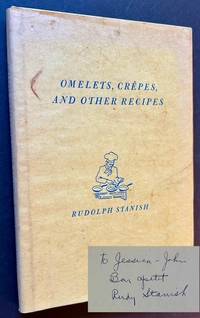 OMELETS, CRÊPES,
AND OTHER RECIPES
RUDOLPH STANISH
to Jessica - John
Bon apetit
Rudy Stanish